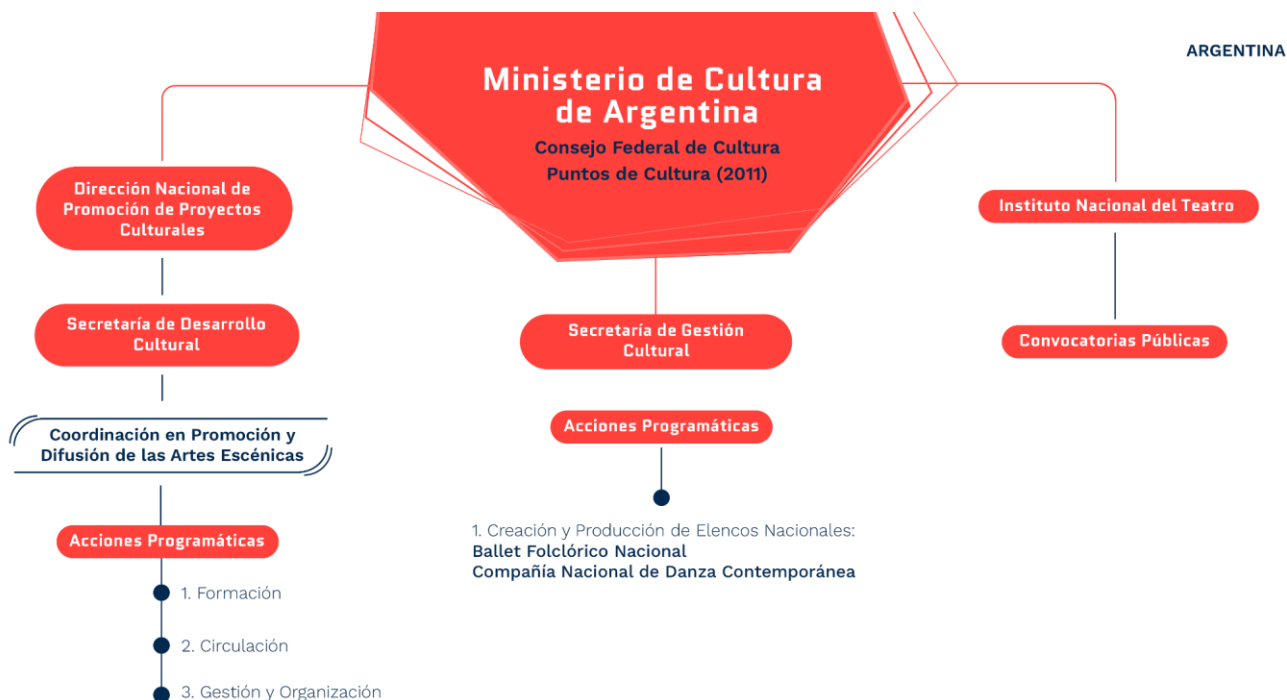 ARGENTINA
Ministerio de Cultura
de Argentina
Consejo Federal de Cultura
Puntos de Cultura (2011)
Dirección Nacional de
Promoción de Proyectos
Culturales
Secretaría de Desarrollo
Cultural
Coordinación en Promoción y
Difusión de las Artes Escénicas
Acciones Programáticas
1. Formación
2. Circulación
3. Gestión y Organización
Secretaría de Gestión
Cultural
Acciones Programáticas
1. Creación y Producción de Elencos Nacionales:
Ballet Folclórico Nacional
Compañía Nacional de Danza Contemporánea
Instituto Nacional del Teatro
Convocatorias Públicas